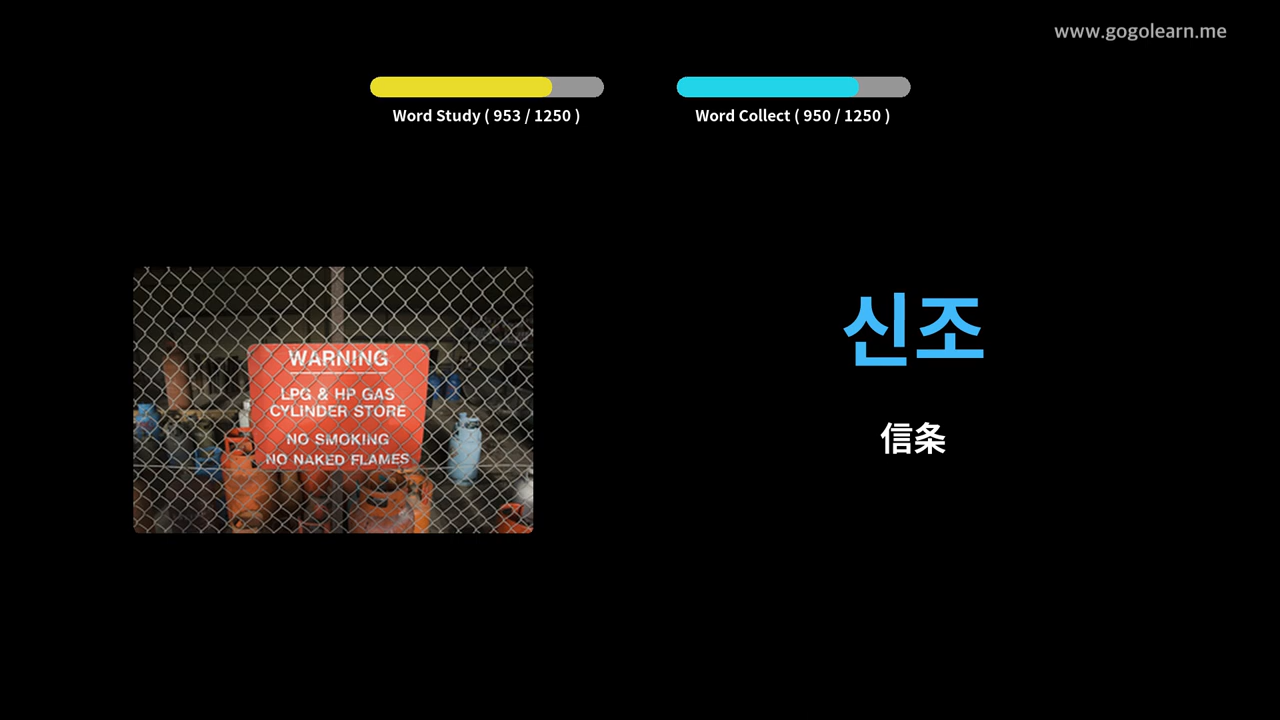 www.gogolearn.me
Word Study ( 953 / 1250 )
Word Collect ( 950 / 1250 )
WARNING
LPG & HP GAS
CYLINDER STORE
NO SMOKING
NO NAKED FLAMES
신조
信条